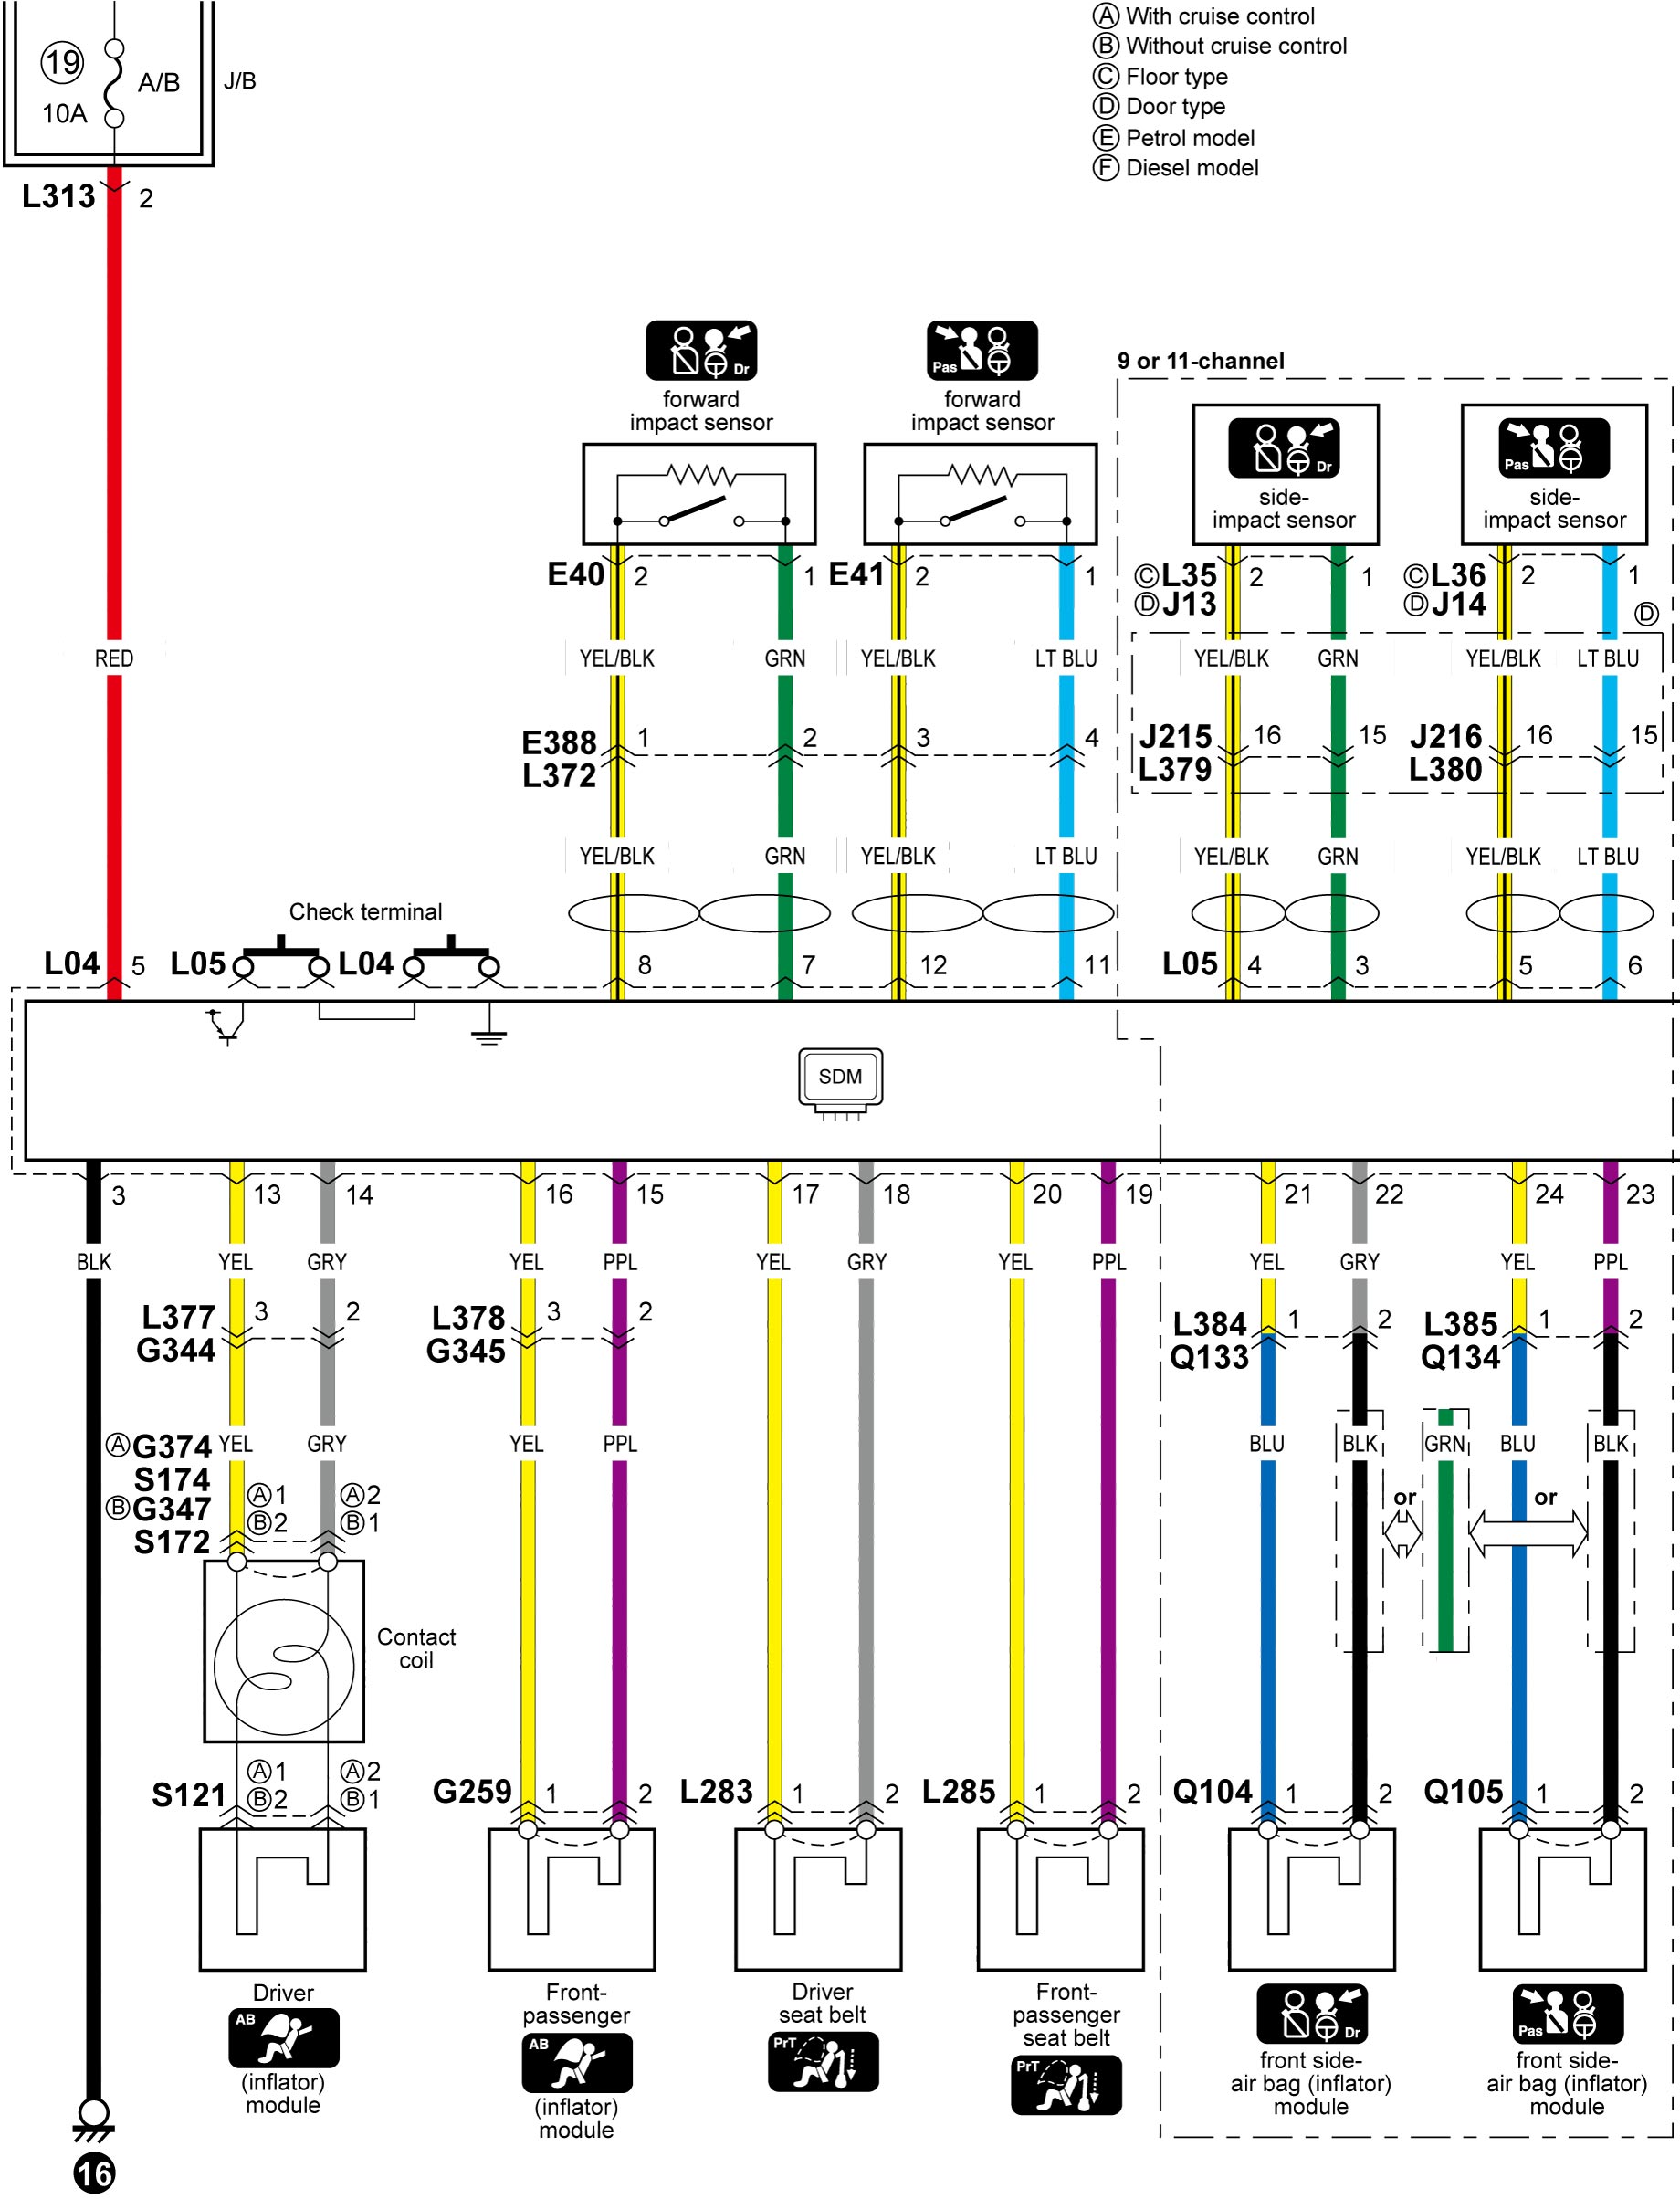 Ⓐ With cruise control
Ⓑ Without cruise control
Ⓒ Floor type
Ⓓ Door type
Ⓔ Petrol model
Ⓕ Diesel model
19
10A
A/B
J/B
L313 2
RED
Dr
forward
impact sensor
Pas
forward
impact sensor
9 or 11-channel
Dr
side-
impact sensor
Pas
side-
impact sensor
E40 2 1
E41 2 1
ⒸL35 2 1
ⒹJ13
ⒸL36 2 1
ⒹJ14
Ⓓ
YEL/BLK GRN YEL/BLK LT BLU YEL/BLK GRN YEL/BLK LT BLU
E388 1 2 3 4
L372
J215 16 15
L379
J216 16 15
L380
YEL/BLK GRN YEL/BLK LT BLU YEL/BLK GRN YEL/BLK LT BLU
Check terminal
L04 5 L05 L04 8 7 12 11 L05 4 3 5 6
SDM
3 13 14 16 15 17 18 20 19 21 22 24 23
BLK YEL GRY YEL PPL YEL GRY YEL PPL YEL GRY YEL PPL
L377 3 2
G344
L378 3 2
G345
L384 1 2
Q133
L385 1 2
Q134
ⒶG374 YEL GRY YEL PPL BLU BLK GRN BLU BLK
S174
ⒷG347
S172
Ⓐ1 Ⓐ2
Ⓑ2 Ⓑ1
or or
Contact
coil
S121
Ⓐ1 Ⓐ2
Ⓑ2 Ⓑ1
G259 1 2
L283 1 2
L285 1 2
Q104 1 2
Q105 1 2
Driver
AB
(inflator)
module
Front-
passenger
AB
(inflator)
module
Driver
seat belt
PrT
Front-
passenger
seat belt
PrT
Dr
front side-
air bag (inflator)
module
Pas
front side-
air bag (inflator)
module
16